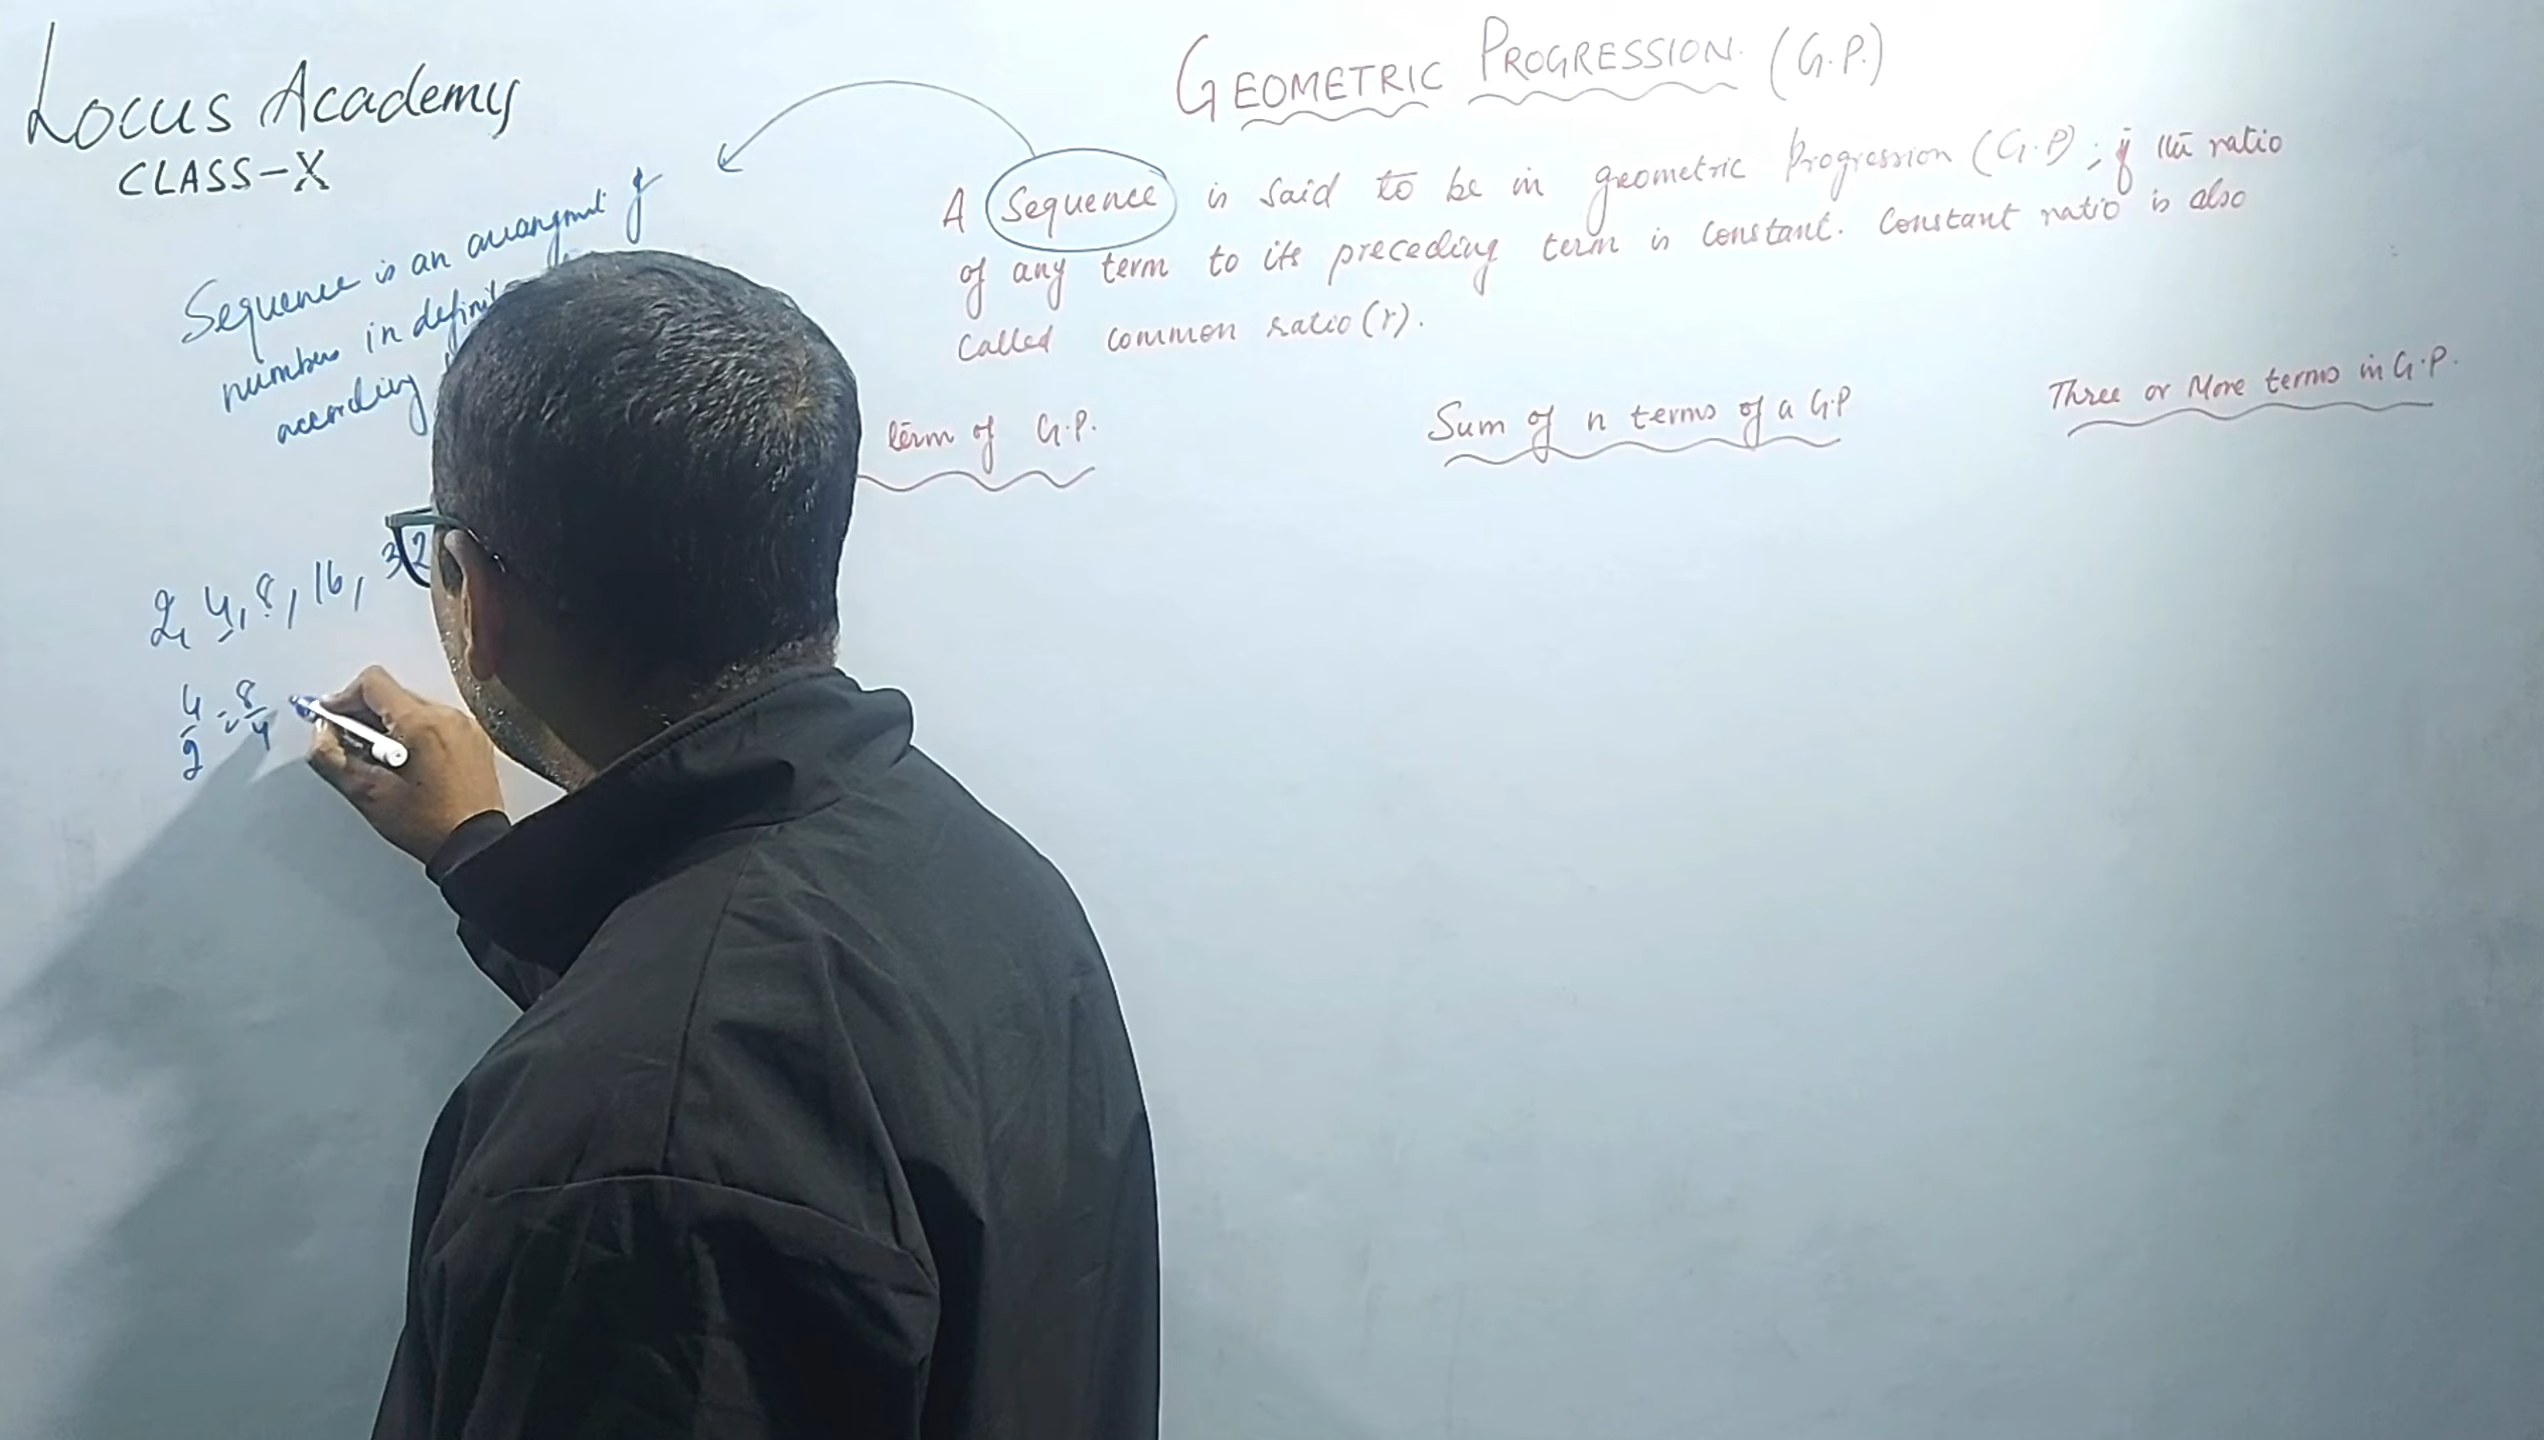 Locus Academy
CLASS-X
GEOMETRIC PROGRESSION. (G.P.)
A Sequence is said to be in geometric Progression (G.P); if the ratio
of any term to its preceding term is constant. Constant ratio is also
called common ratio (r).
Sequence is an arrangment of
numbers in definit
according
term of G.P.
Sum of n terms of a G.P
Three or More terms in G.P.
2, 4, 8, 16, 32
4/2 = 8/4